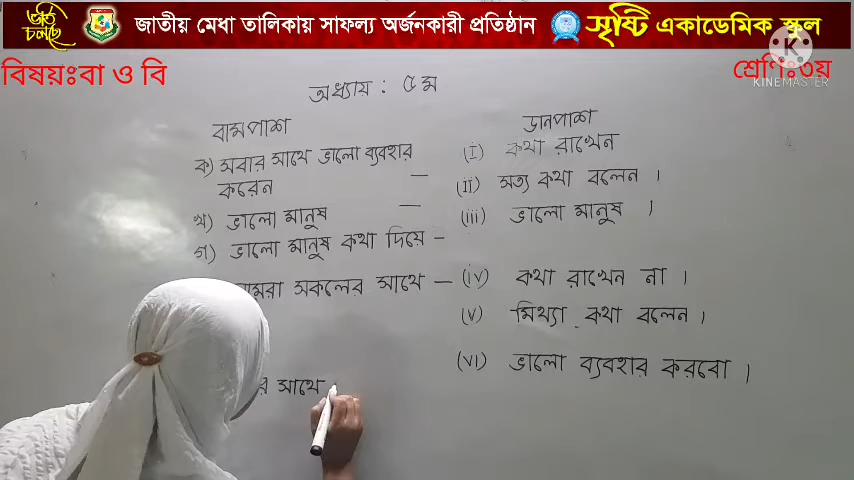 জাতীয় মেধা তালিকায় সাফল্য অর্জনকারী প্রতিষ্ঠান
সৃষ্টি একাডেমিক স্কুল
বিষয়ঃবা ও বি
শ্রেণিঃ৩য়
K
KINEMASTER
অধ্যায় : ৫ম
বামপাশ
ডানপাশ
ক) সবার সাথে ভালো ব্যবহার
করেন –
খ) ভালো মানুষ –
গ) ভালো মানুষ কথা দিয়ে –
সকলের সাথে –
সাথে
(i) কথা রাখেন
(ii) সত্য কথা বলেন ।
(iii) ভালো মানুষ ।
(iv) কথা রাখেন না ।
(v) মিথ্যা কথা বলেন ।
(vi) ভালো ব্যবহার করবো ।